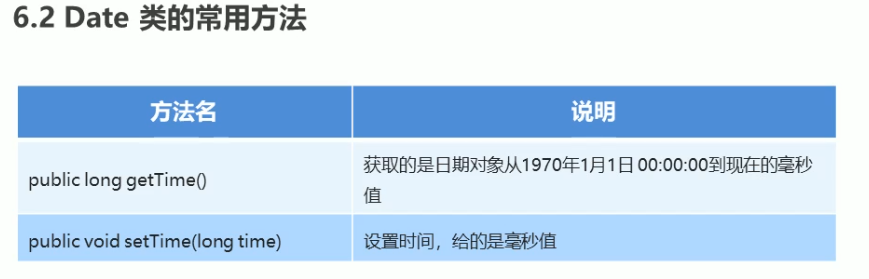 6.2 Date 类的常用方法
方法名 说明
public long getTime() 获取的是日期对象从1970年1月1日 00:00:00到现在的毫秒
值
public void setTime(long time) 设置时间，给的是毫秒值